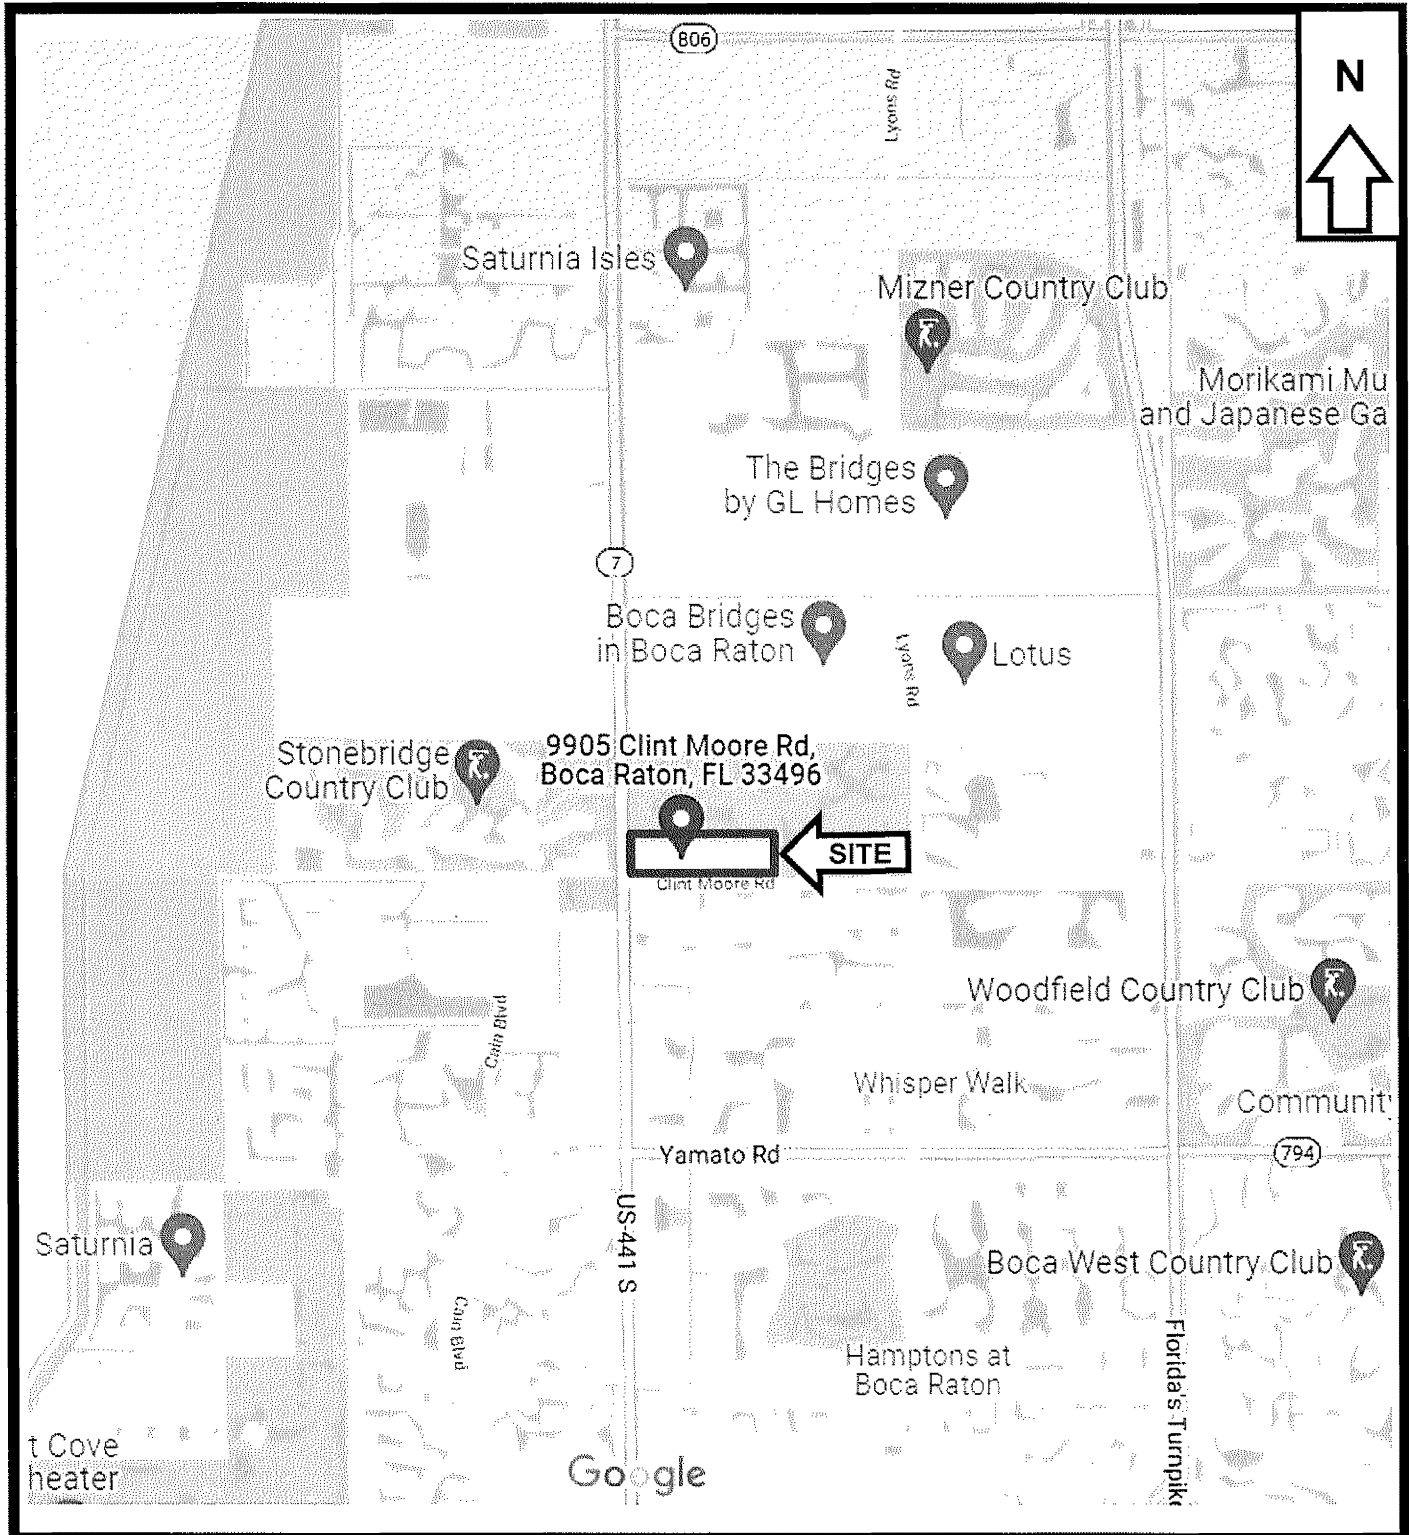 806
N
Lyons Rd
Saturnia Isles
Mizner Country Club
Morikami Mu
and Japanese Ga
The Bridges
by GL Homes
7
Boca Bridges
in Boca Raton
Lyons Rd
Lotus
Stonebridge
Country Club
9905 Clint Moore Rd,
Boca Raton, FL 33496
SITE
Clint Moore Rd
Woodfield Country Club
Cain Blvd
Whisper Walk
Community
Yamato Rd
794
US-441 S
Saturnia
Boca West Country Club
Cain Blvd
Hamptons at
Boca Raton
Florida's Turnpik
t Cove
heater
Google